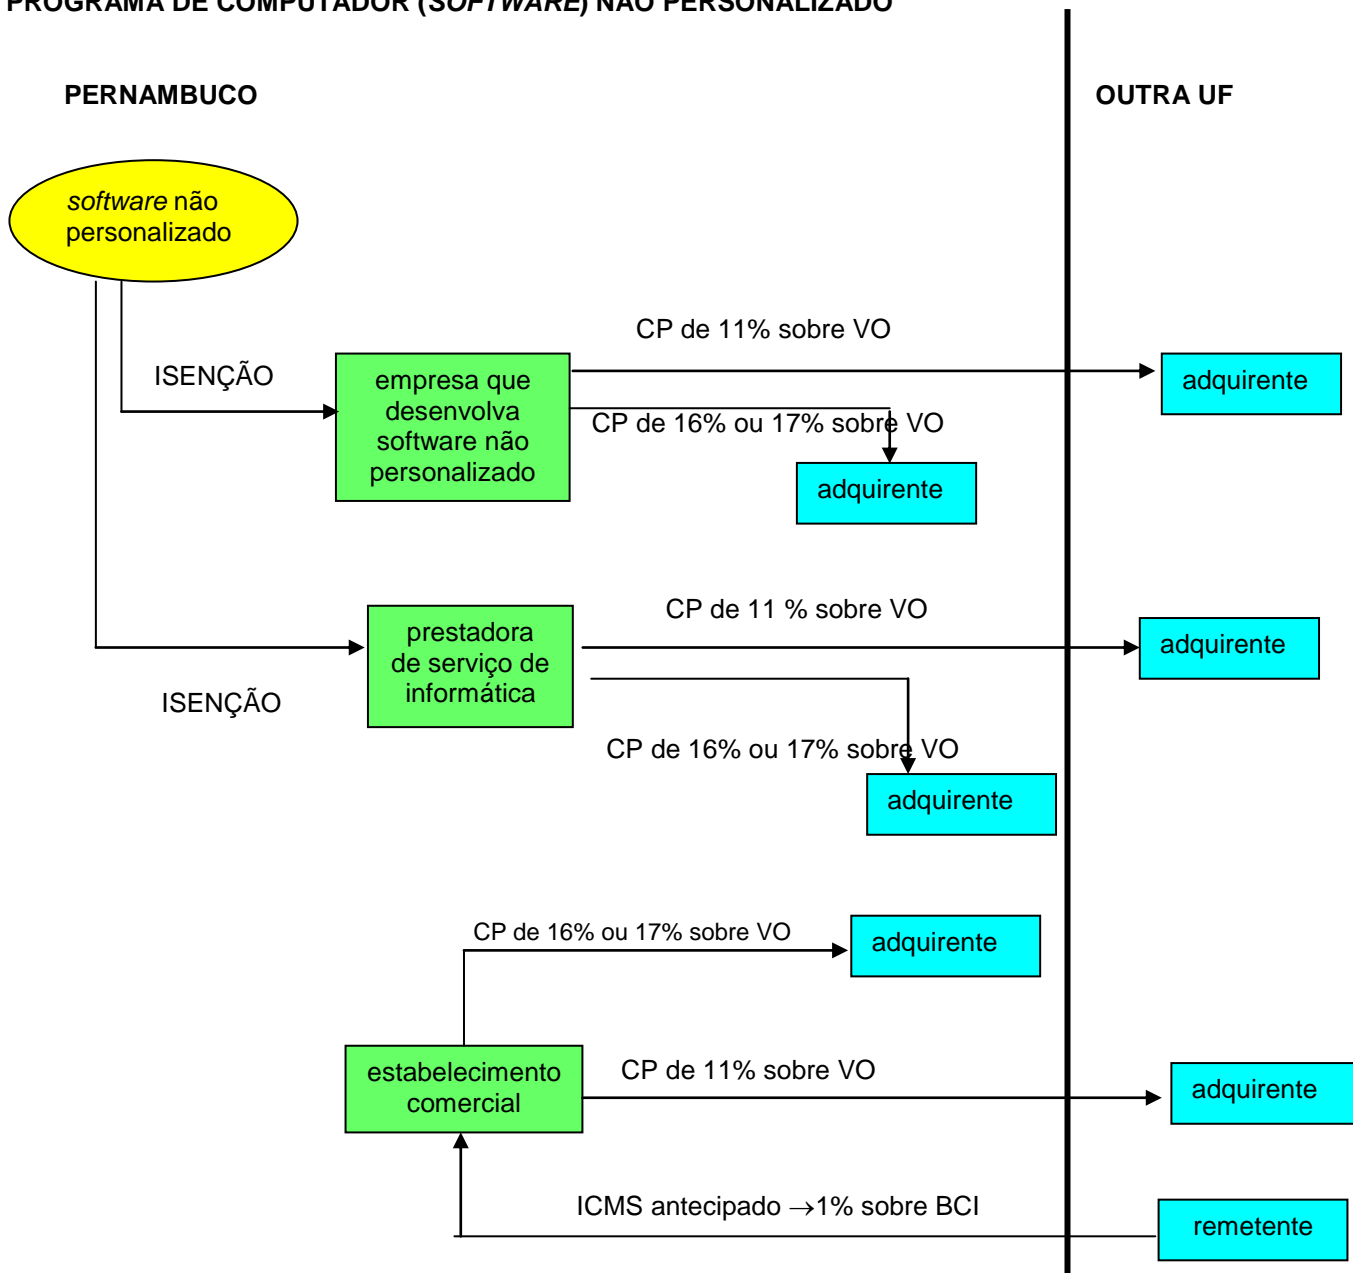 PROGRAMA DE COMPUTADOR (SOFTWARE) NÃO PERSONALIZADO
PERNAMBUCO
OUTRA UF
software não
personalizado
CP de 11% sobre VO
ISENÇÃO
empresa que
desenvolva
software não
personalizado
adquirente
CP de 16% ou 17% sobre VO
adquirente
CP de 11 % sobre VO
prestadora
de serviço de
informática
adquirente
ISENÇÃO
CP de 16% ou 17% sobre VO
adquirente
CP de 16% ou 17% sobre VO
adquirente
estabelecimento
comercial
CP de 11% sobre VO
adquirente
ICMS antecipado →1% sobre BCI
remetente